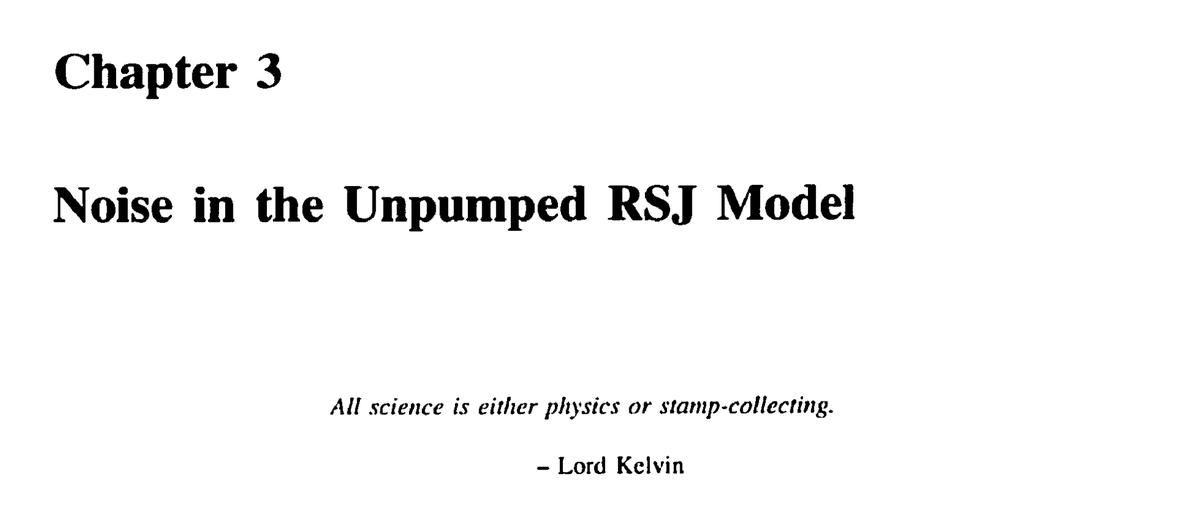 Chapter 3
Noise in the Unpumped RSJ Model
All science is either physics or stamp-collecting.
– Lord Kelvin